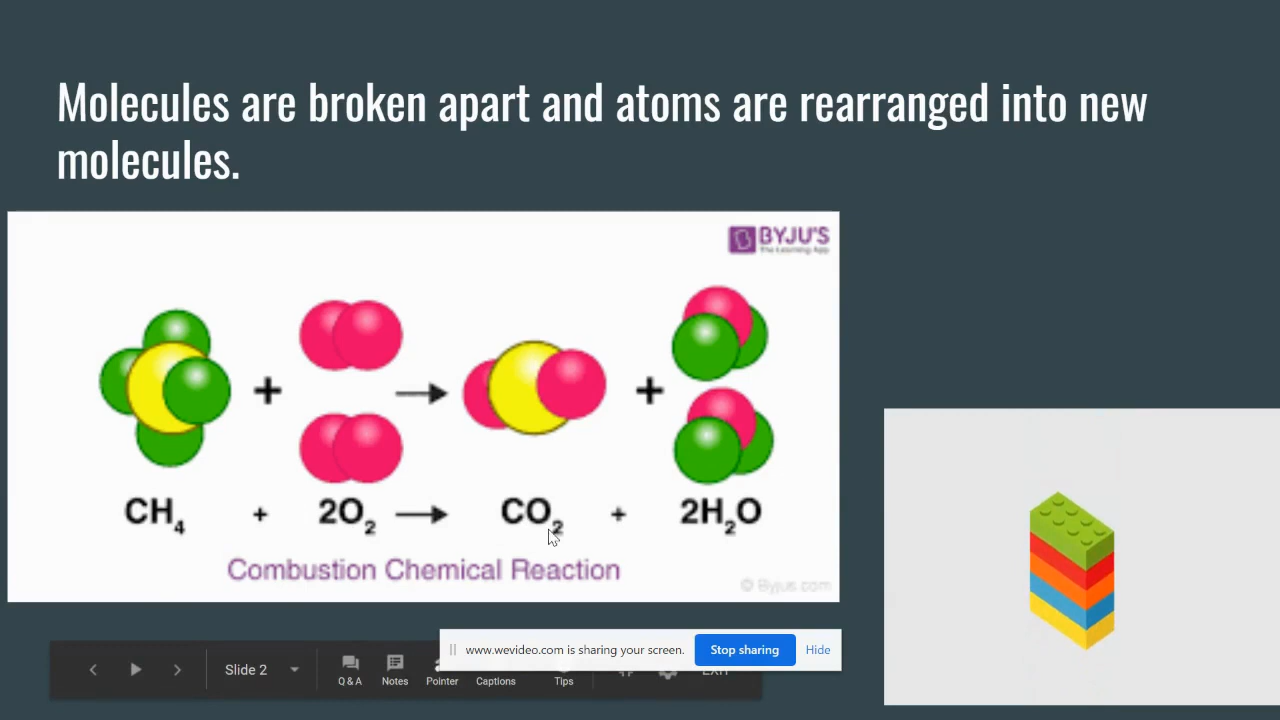 Molecules are broken apart and atoms are rearranged into new
molecules.
BYJU'S
The Learning App
+ → +
CH₄ + 2O₂ → CO₂ + 2H₂O
Combustion Chemical Reaction
© Byjus.com
www.wevideo.com is sharing your screen. Stop sharing Hide
Slide 2
Q & A Notes Pointer Captions Tips EXIT